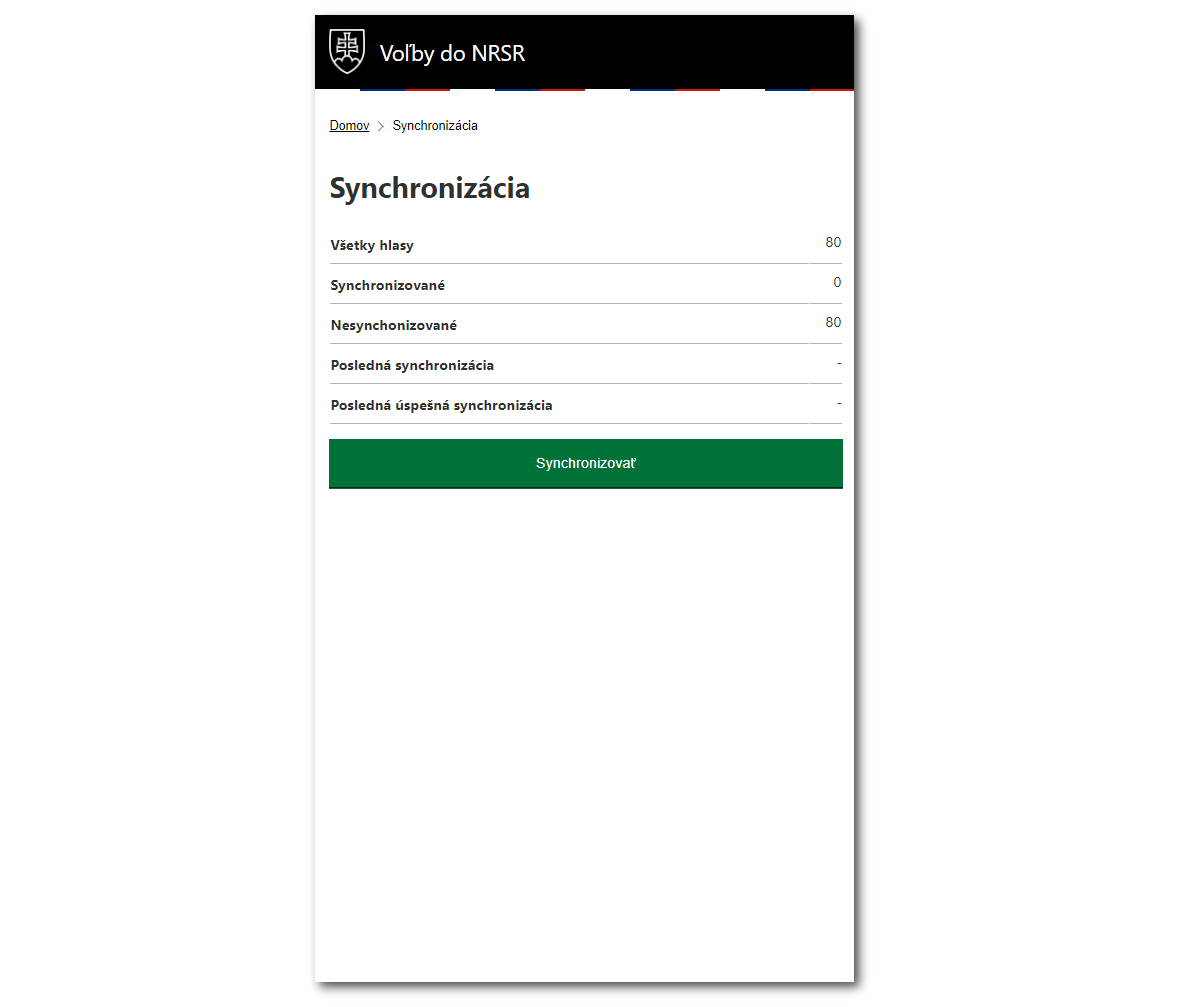 Voľby do NRSR
Domov > Synchronizácia
Synchronizácia
Všetky hlasy 80
Synchronizované 0
Nesynchonizované 80
Posledná synchronizácia -
Posledná úspešná synchronizácia -
Synchronizovať